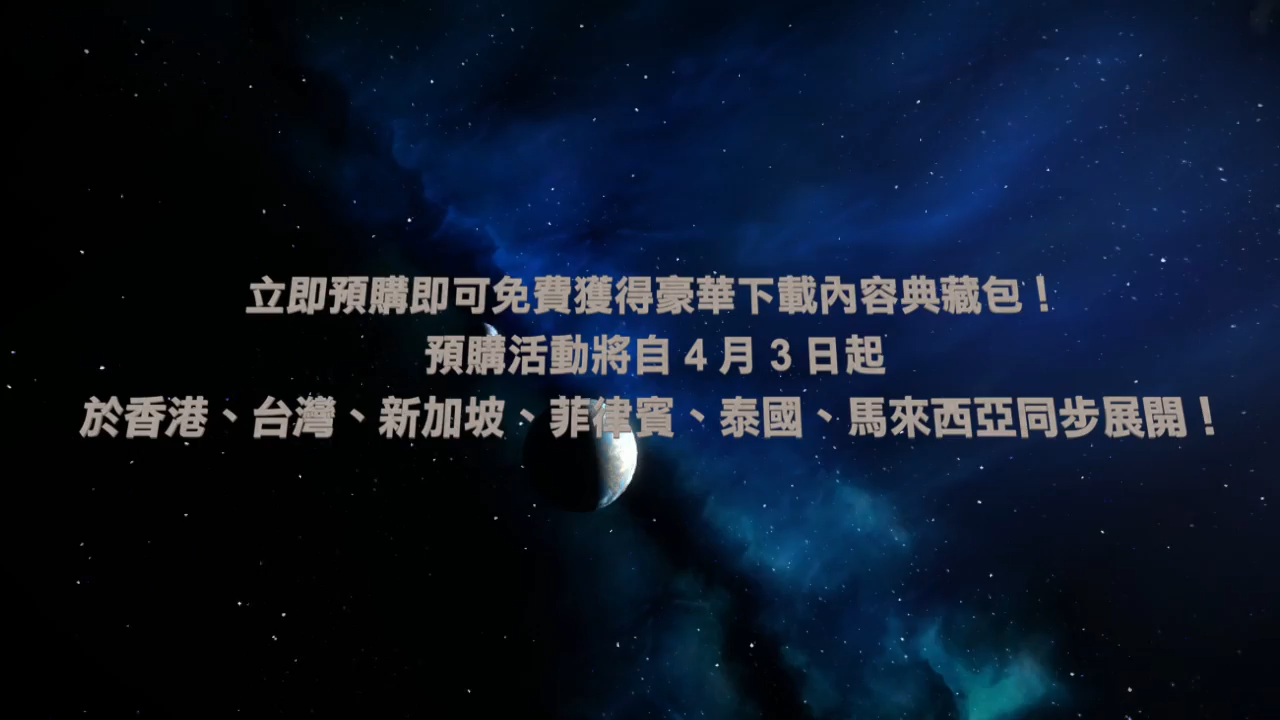 立即預購即可免費獲得豪華下載內容典藏包！
預購活動將自 4 月 3 日起
於香港、台灣、新加坡、菲律賓、泰國、馬來西亞同步展開！